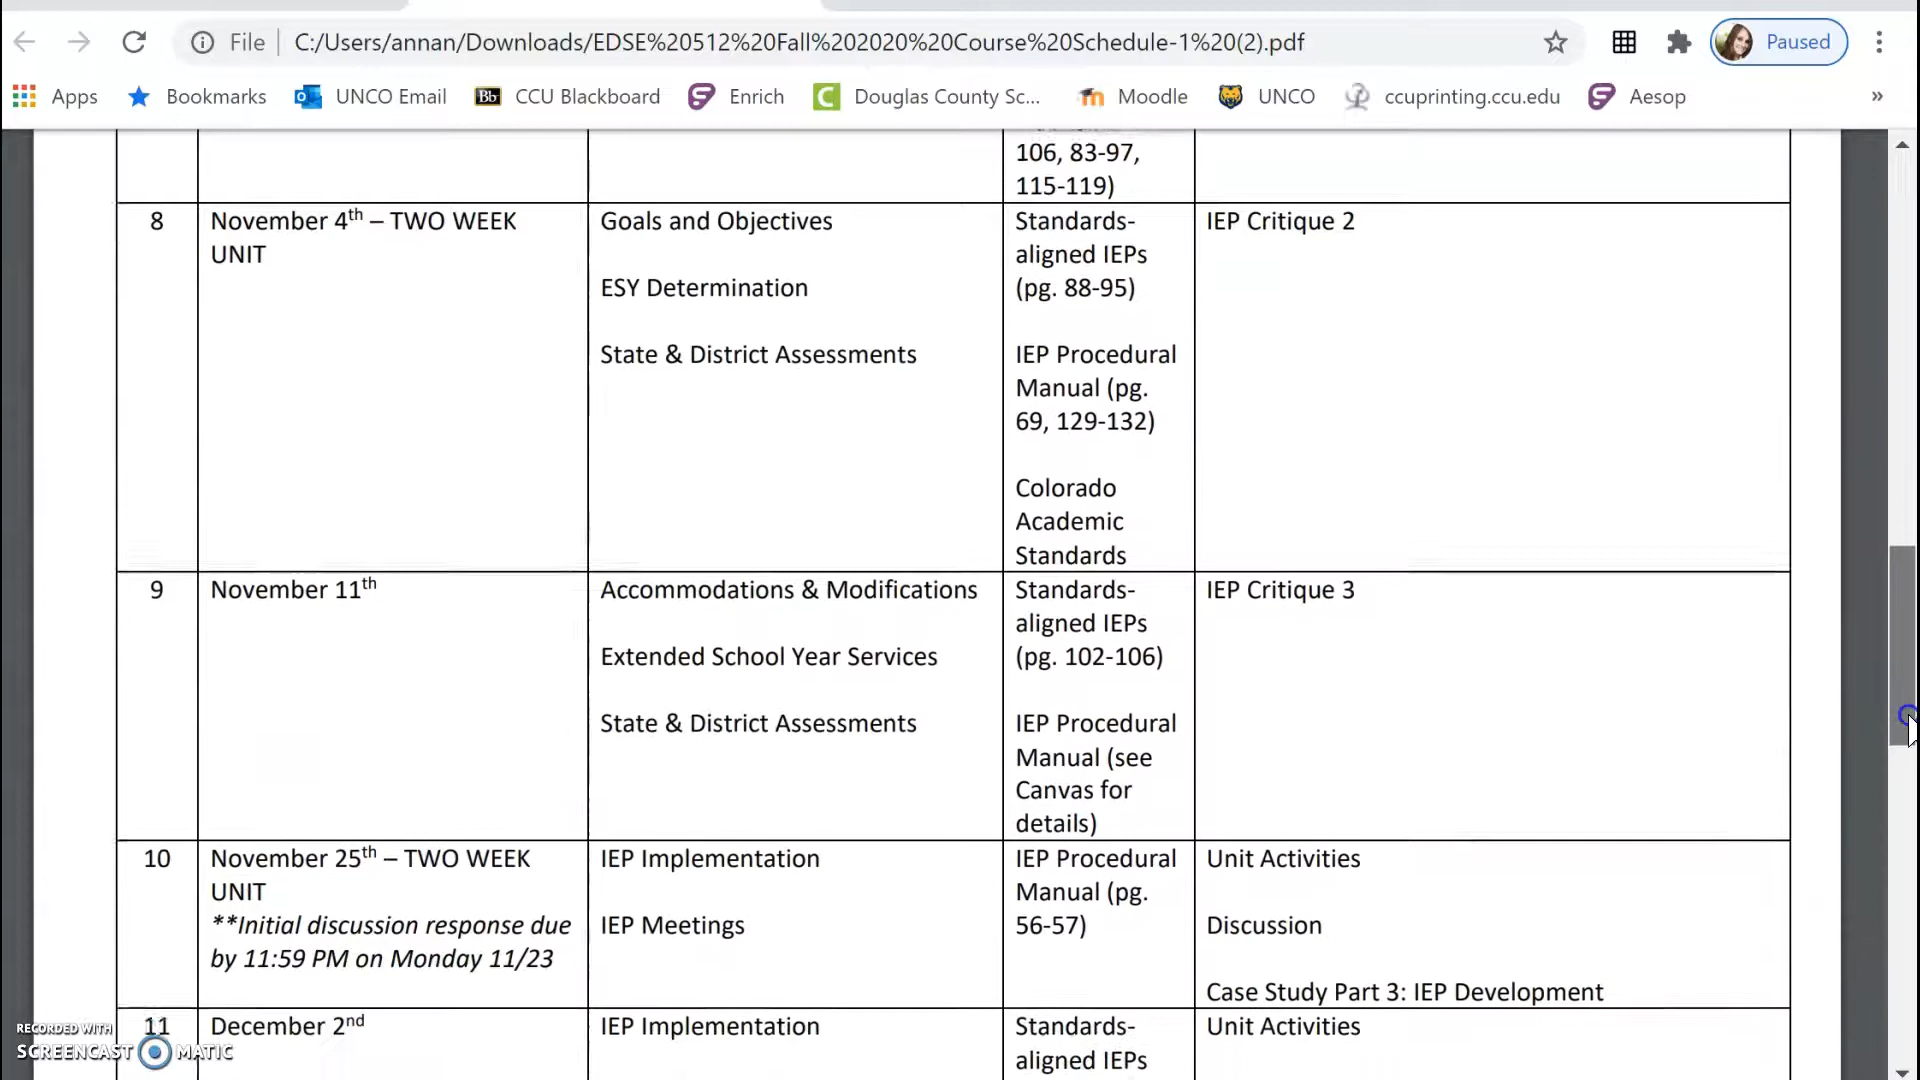 File
C:/Users/annan/Downloads/EDSE%20512%20Fall%202020%20Course%20Schedule-1%20(2).pdf
Paused
Apps
Bookmarks
UNCO Email
Bb
CCU Blackboard
Enrich
Douglas County Sc...
Moodle
UNCO
ccuprinting.ccu.edu
Aesop
»
106, 83-97,
115-119)
8
November 4th – TWO WEEK
UNIT
Goals and Objectives
ESY Determination
State & District Assessments
Standards-
aligned IEPs
(pg. 88-95)
IEP Procedural
Manual (pg.
69, 129-132)
Colorado
Academic
Standards
IEP Critique 2
9
November 11th
Accommodations & Modifications
Extended School Year Services
State & District Assessments
Standards-
aligned IEPs
(pg. 102-106)
IEP Procedural
Manual (see
Canvas for
details)
IEP Critique 3
10
November 25th – TWO WEEK
UNIT
**Initial discussion response due
by 11:59 PM on Monday 11/23
IEP Implementation
IEP Meetings
IEP Procedural
Manual (pg.
56-57)
Unit Activities
Discussion
Case Study Part 3: IEP Development
11
December 2nd
IEP Implementation
Standards-
aligned IEPs
Unit Activities
RECORDED WITH
SCREENCAST MATIC